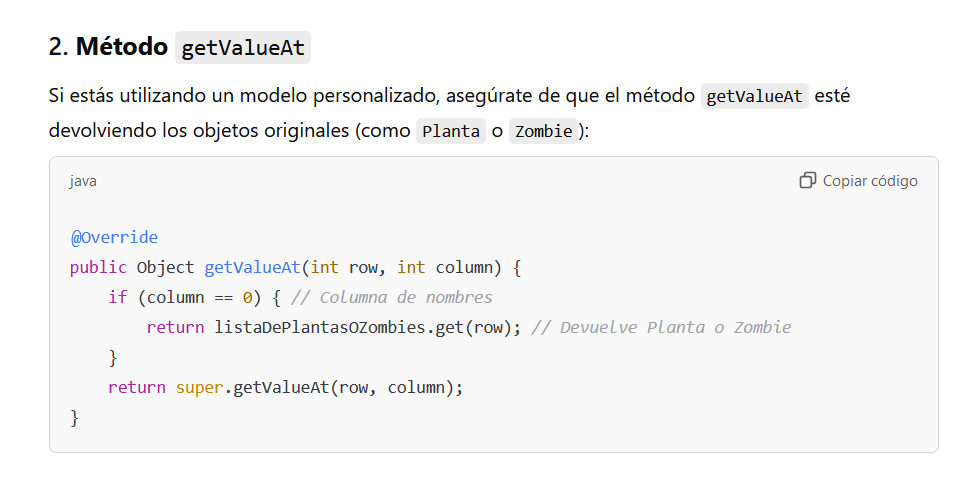 2. Método getValueAt
Si estás utilizando un modelo personalizado, asegúrate de que el método getValueAt esté
devolviendo los objetos originales (como Planta o Zombie):
java
Copiar código
@Override
public Object getValueAt(int row, int column) {
    if (column == 0) { // Columna de nombres
        return listaDePlantasOZombies.get(row); // Devuelve Planta o Zombie
    }
    return super.getValueAt(row, column);
}